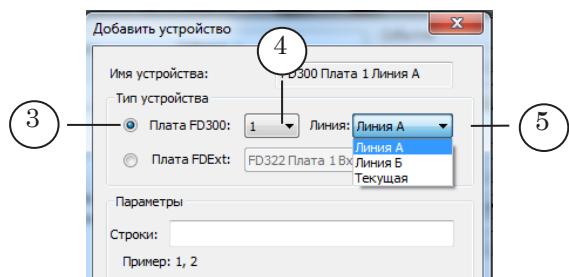 Добавить устройство
4
Имя устройства: FD300 Плата 1 Линия А
Тип устройства
3
Плата FD300: 1 Линия: Линия А
5
Линия А
Линия Б
Текущая
Плата FDExt: FD322 Плата 1 Вх
Параметры
Строки:
Пример: 1, 2